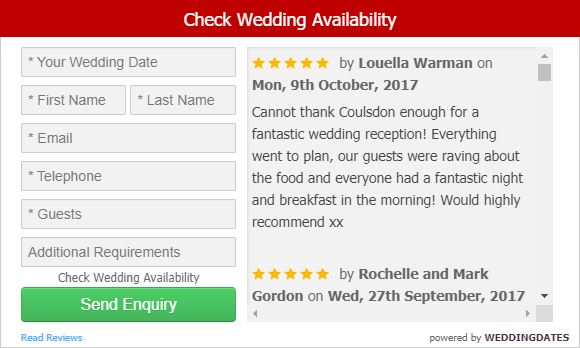 Check Wedding Availability
* Your Wedding Date
* First Name
* Last Name
* Email
* Telephone
* Guests
Additional Requirements
Check Wedding Availability
Send Enquiry
Read Reviews
by Louella Warman on
Mon, 9th October, 2017
Cannot thank Coulsdon enough for a
fantastic wedding reception! Everything
went to plan, our guests were raving about
the food and everyone had a fantastic night
and breakfast in the morning! Would highly
recommend xx
by Rochelle and Mark
Gordon on Wed, 27th September, 2017
powered by WEDDINGDATES